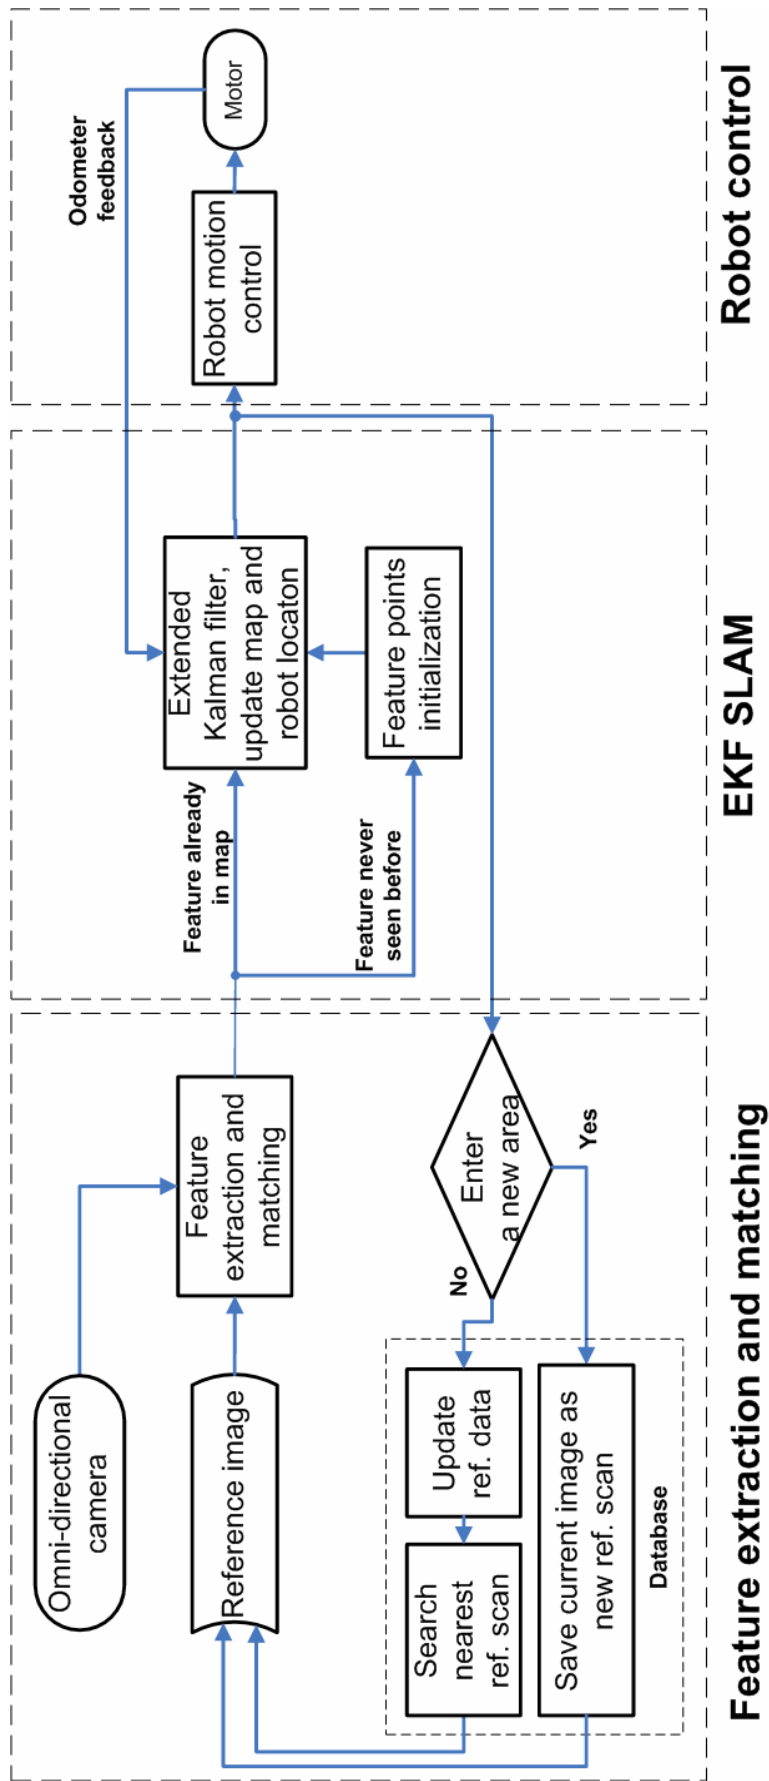 Omni-directional
camera
Reference image
Feature
extraction and
matching
Search
nearest
ref. scan
Update
ref. data
Save current image as
new ref. scan
Database
Enter
a new area
No
Yes
Feature extraction and matching
Feature already
in map
Feature never
seen before
Extended
Kalman filter,
update map and
robot locaton
Feature points
initialization
EKF SLAM
Odometer
feedback
Robot motion
control
Motor
Robot control